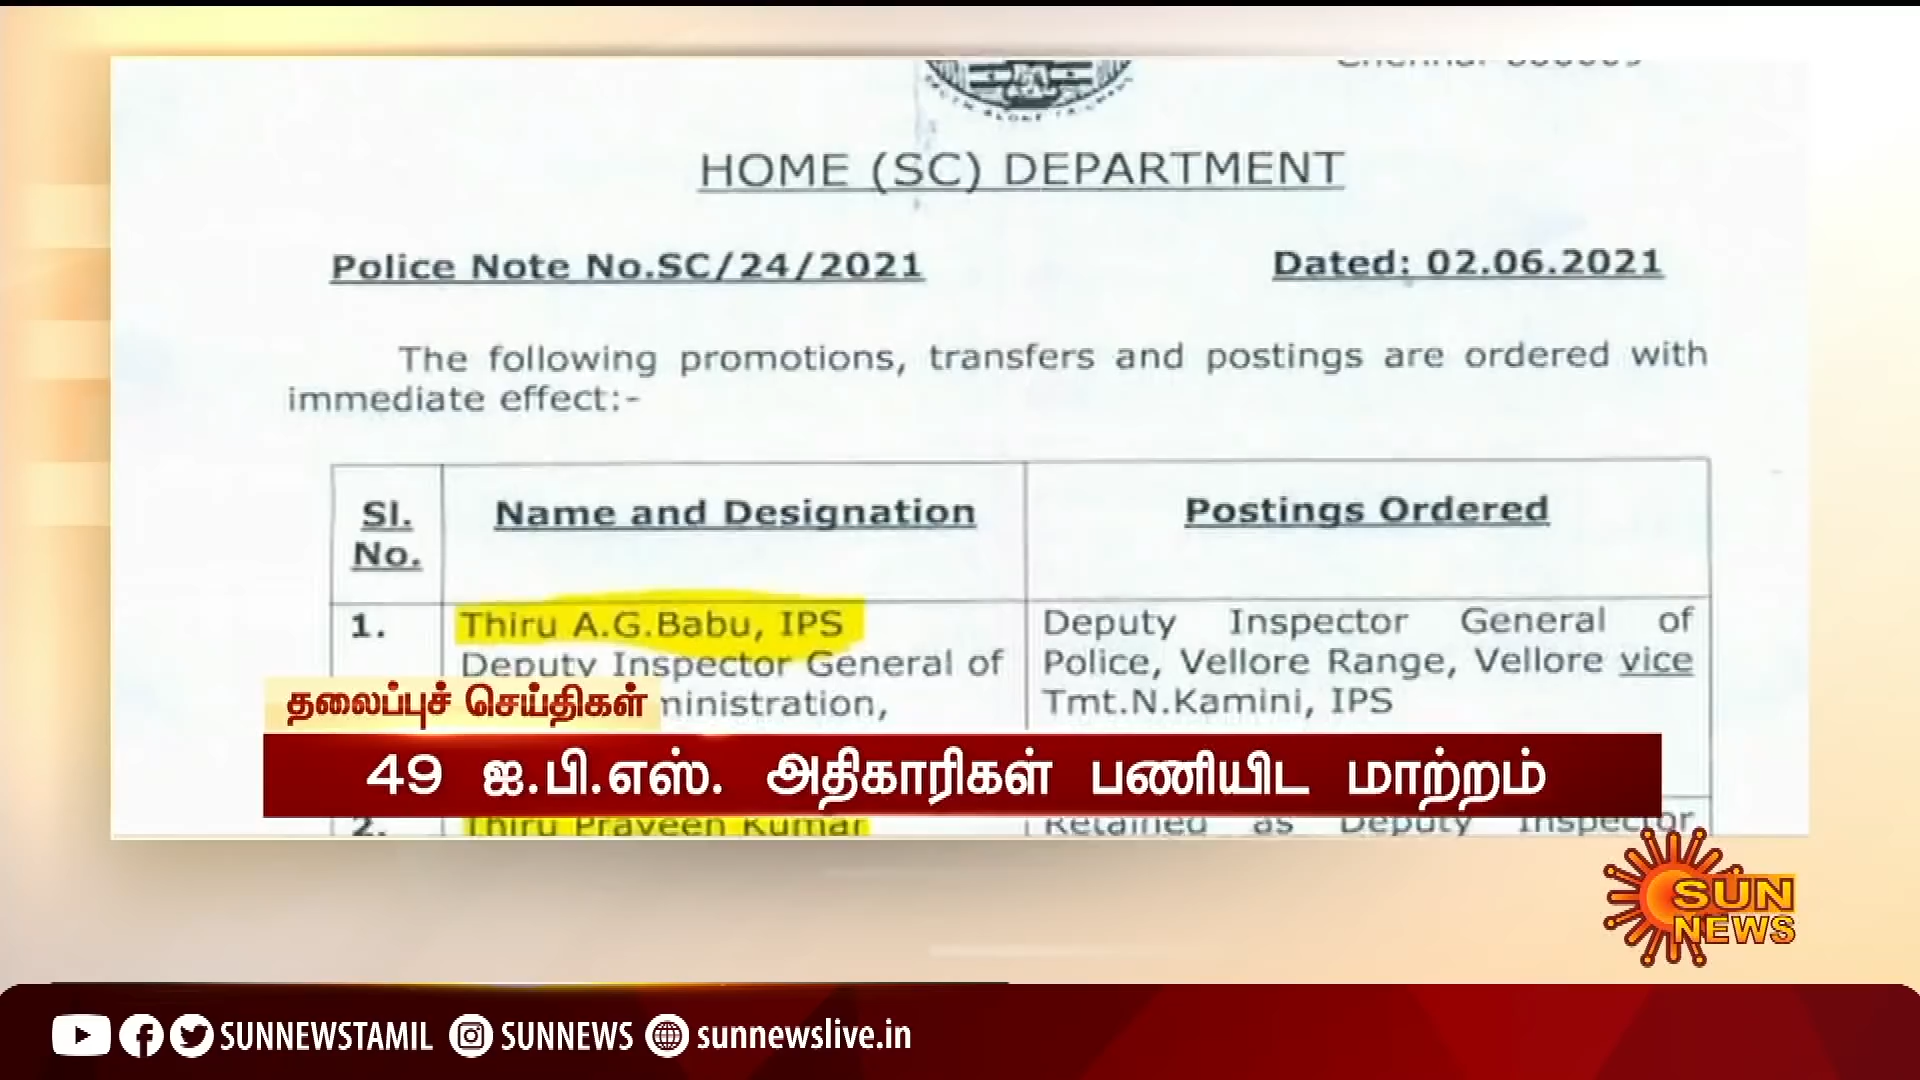 HOME (SC) DEPARTMENT
Police Note No.SC/24/2021
Dated: 02.06.2021
The following promotions, transfers and postings are ordered with
immediate effect:-
Sl. No.
Name and Designation
Postings Ordered
1.
Thiru A.G.Babu, IPS
Deputy Inspector General of
Deputy Inspector General of
Police, Vellore Range, Vellore vice
Tmt.N.Kamini, IPS
தலைப்புச் செய்திகள்
49 ஐ.பி.எஸ். அதிகாரிகள் பணியிட மாற்றம்
2.
Thiru Praveen Kumar
Retained as Deputy Inspector
SUN
NEWS
SUNNEWSTAMIL SUNNEWS sunnewslive.in